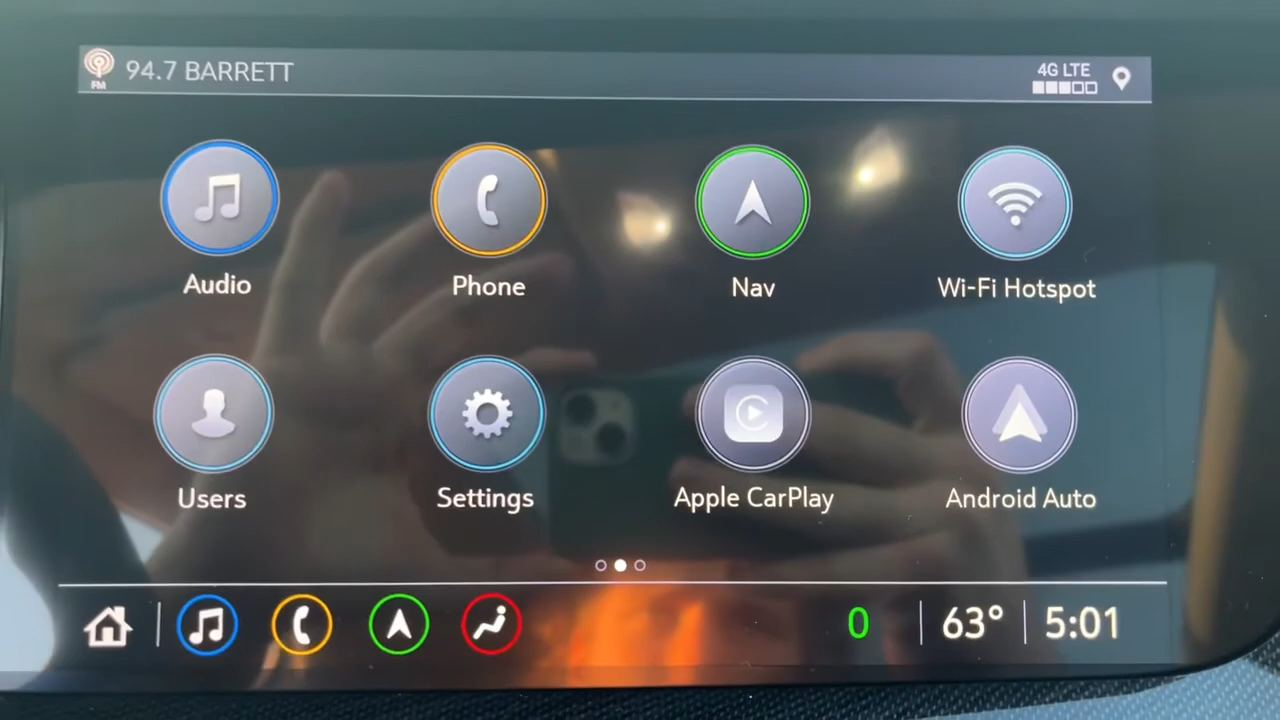 94.7 BARRETT
FM
4G LTE
Audio
Phone
Nav
Wi-Fi Hotspot
Users
Settings
Apple CarPlay
Android Auto
0
63°
5:01